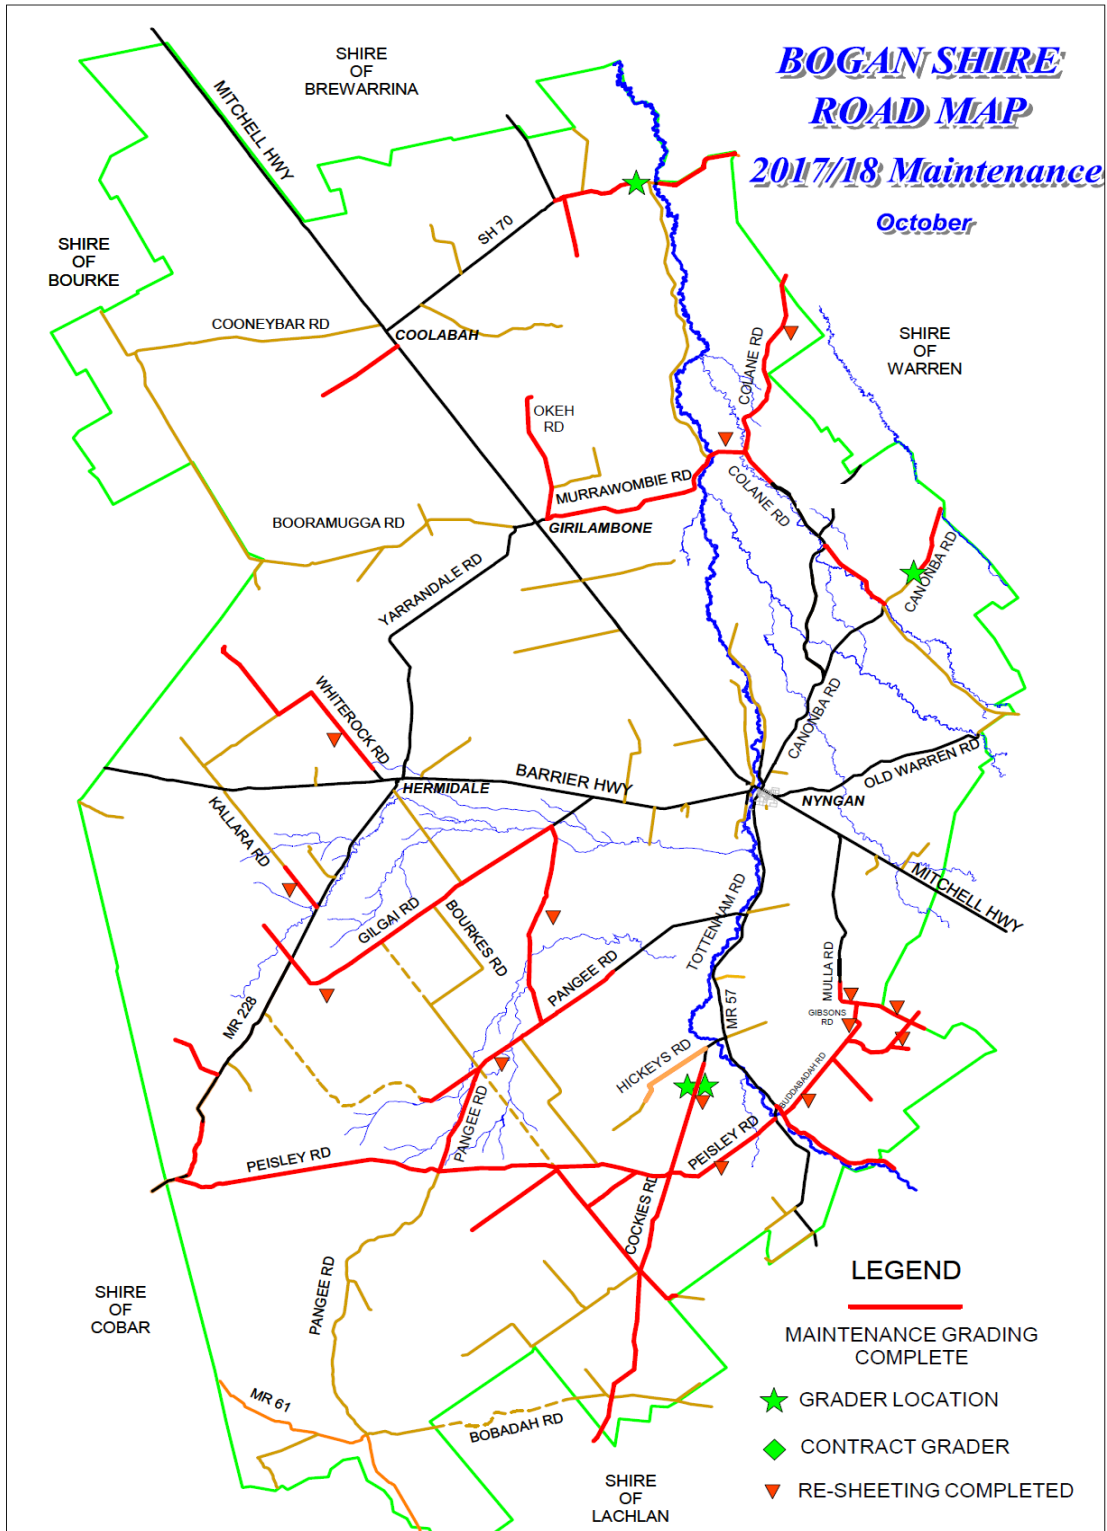 BOGAN SHIRE
ROAD MAP
2017/18 Maintenance
October
SHIRE
OF
BREWARRINA
MITCHELL HWY
SHIRE
OF
BOURKE
SH 70
COONEYBAR RD
COOLABAH
SHIRE
OF
WARREN
COLANE RD
OKEH
RD
MURRAWOMBIE RD
COLANE RD
BOORAMUGGA RD
GIRILAMBONE
CANONBA RD
YARRANDALE RD
WHITEROCK RD
CANONBA RD
OLD WARREN RD
BARRIER HWY
HERMIDALE
NYNGAN
KALLARA RD
MITCHELL HWY
GILGAI RD
BOURKES RD
TOTTENHAM RD
PANGEE RD
MULLA RD
MR 228
MR 57
GIBSONS
RD
HICKEYS RD
BUDDABADAH RD
PANGEE RD
PEISLEY RD
PEISLEY RD
COCKIES RD
PANGEE RD
SHIRE
OF
COBAR
MR 61
BOBADAH RD
SHIRE
OF
LACHLAN
LEGEND
MAINTENANCE GRADING
COMPLETE
GRADER LOCATION
CONTRACT GRADER
RE-SHEETING COMPLETED